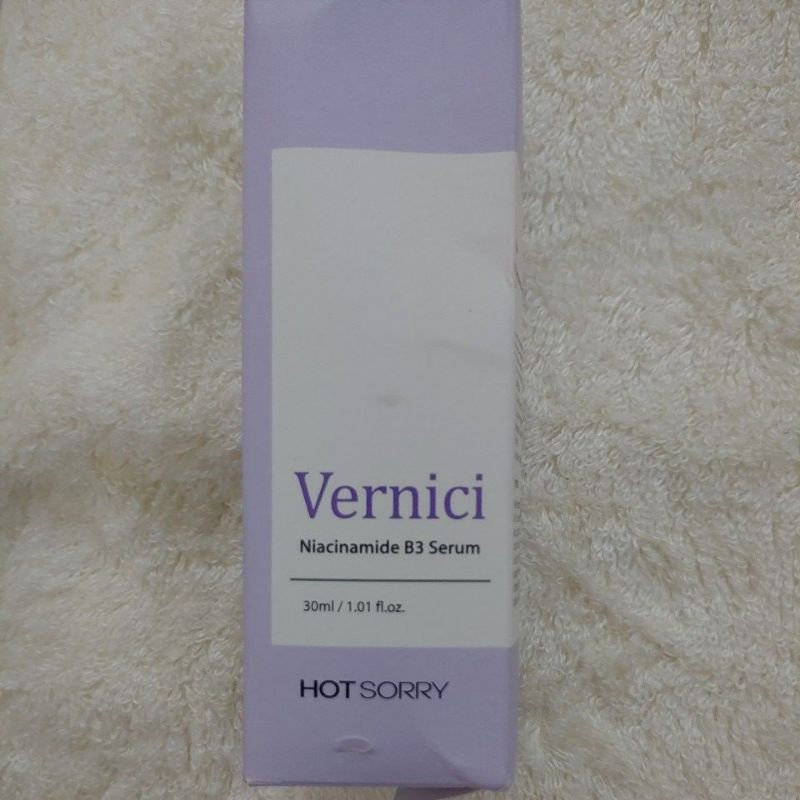 Vernici
Niacinamide B3 Serum
30ml / 1.01 fl.oz.
HOT SORRY